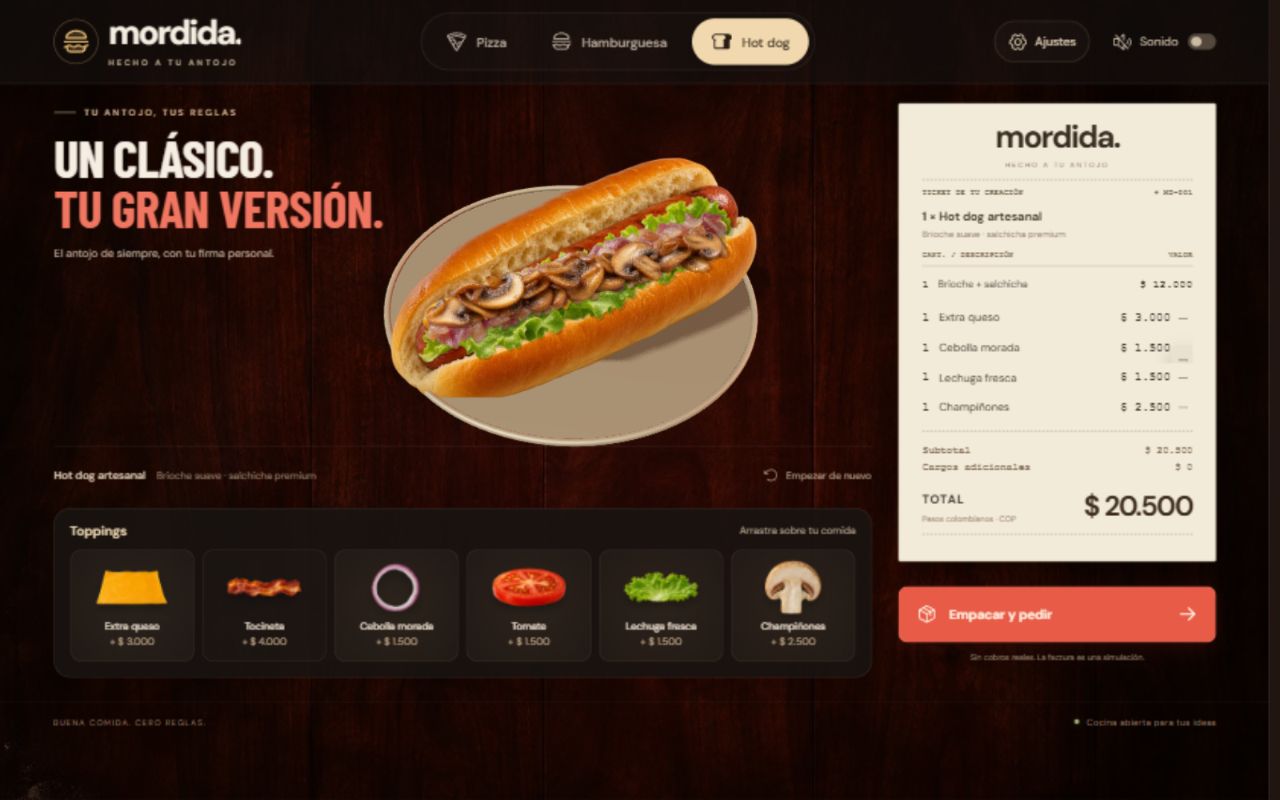 mordida.
HECHO A TU ANTOJO
Pizza
Hamburguesa
Hot dog
Ajustes
Sonido
TU ANTOJO, TUS REGLAS
UN CLÁSICO.
TU GRAN VERSIÓN.
El antojo de siempre, con tu firma personal.
Hot dog artesanal Brioche suave · salchicha premium
Empezar de nuevo
Toppings
Arrastra sobre tu comida
Extra queso
+ $ 3.000
Tocineta
+ $ 4.000
Cebolla morada
+ $ 1.500
Tomate
+ $ 1.500
Lechuga fresca
+ $ 1.500
Champiñones
+ $ 2.500
mordida.
HECHO A TU ANTOJO
TICKET DE TU CREACIÓN
1 × Hot dog artesanal
Brioche suave · salchicha premium
CANT. / DESCRIPCIÓN VALOR
1 Brioche + salchicha $ 12.000
1 Extra queso $ 3.000 —
1 Cebolla morada $ 1.500 —
1 Lechuga fresca $ 1.500 —
1 Champiñones $ 2.500 —
Subtotal $ 20.500
Cargos adicionales $ 0
TOTAL $ 20.500
Pesos colombianos · COP
Empacar y pedir
Sin cobros reales. La factura es una simulación.
BUENA COMIDA. CERO REGLAS.
Cocina abierta para tus ideas